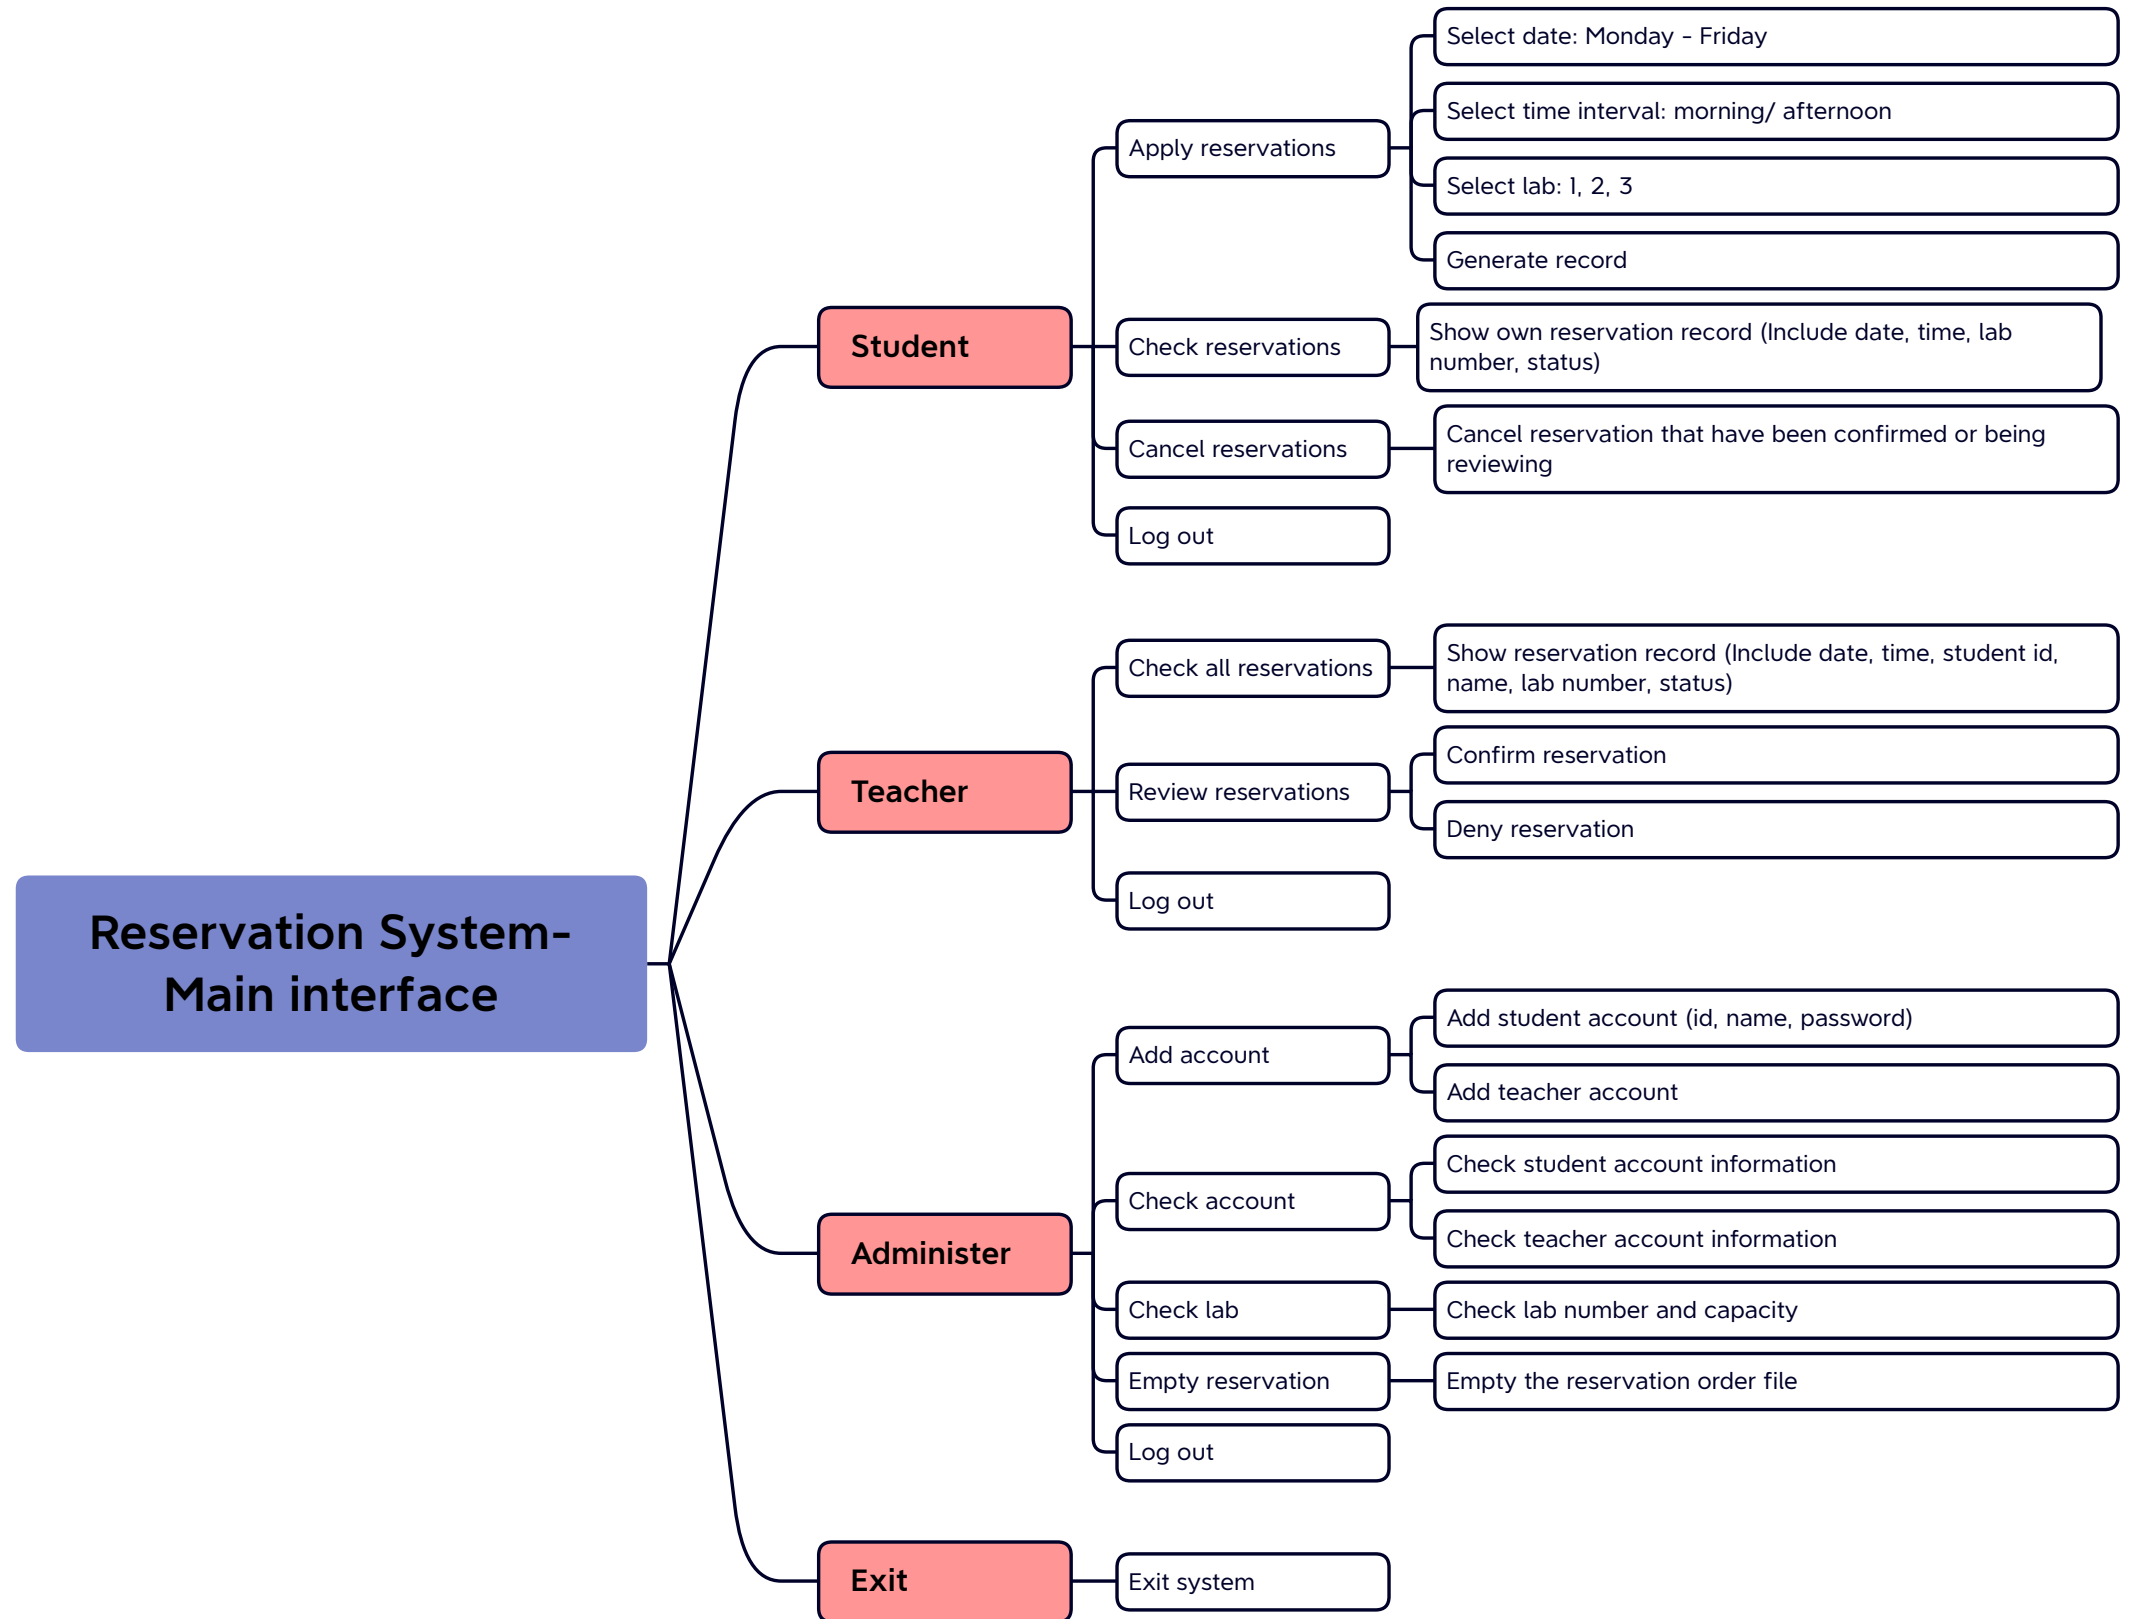 Reservation System-
Main interface
Student
Apply reservations
Select date: Monday - Friday
Select time interval: morning/ afternoon
Select lab: 1, 2, 3
Generate record
Check reservations
Show own reservation record (Include date, time, lab
number, status)
Cancel reservations
Cancel reservation that have been confirmed or being
reviewing
Log out
Teacher
Check all reservations
Show reservation record (Include date, time, student id,
name, lab number, status)
Review reservations
Confirm reservation
Deny reservation
Log out
Administer
Add account
Add student account (id, name, password)
Add teacher account
Check account
Check student account information
Check teacher account information
Check lab
Check lab number and capacity
Empty reservation
Empty the reservation order file
Log out
Exit
Exit system